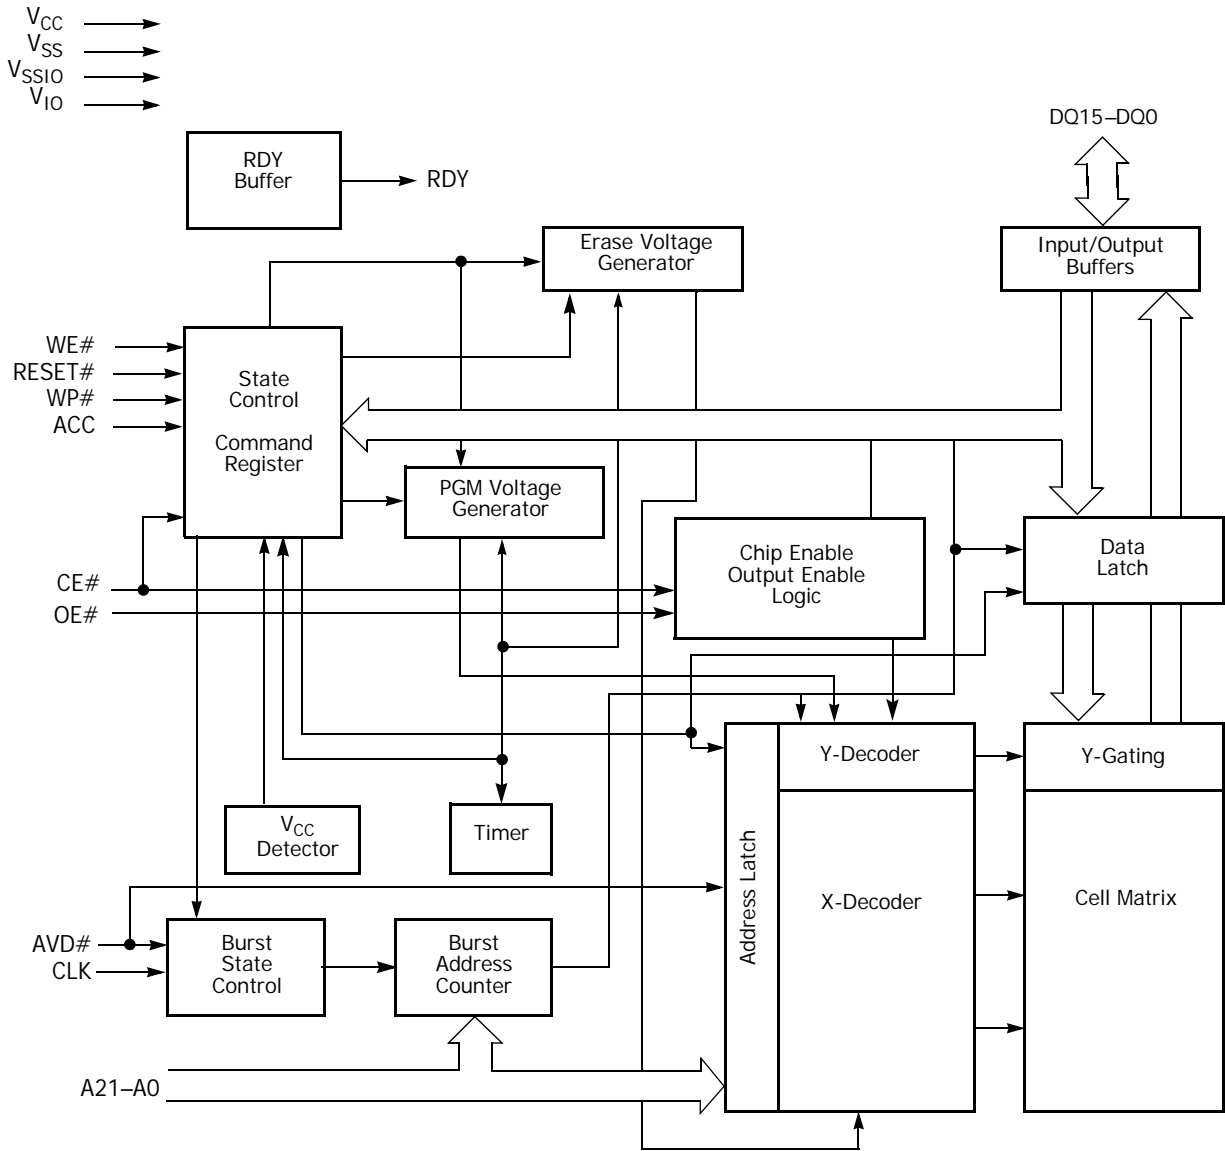 VCC
VSS
VSSIO
VIO
DQ15–DQ0
RDY
Buffer
RDY
Erase Voltage
Generator
Input/Output
Buffers
WE#
RESET#
WP#
ACC
State
Control
Command
Register
PGM Voltage
Generator
Chip Enable
Output Enable
Logic
Data
Latch
CE#
OE#
Y-Decoder
Y-Gating
VCC
Detector
Timer
Address Latch
X-Decoder
Cell Matrix
AVD#
CLK
Burst
State
Control
Burst
Address
Counter
A21–A0